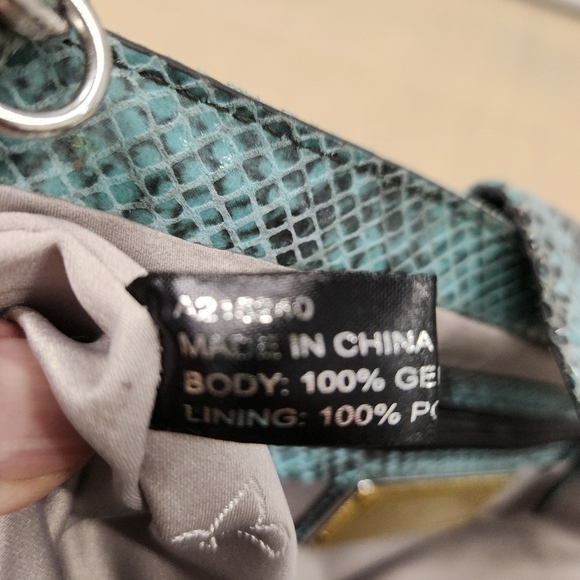 MADE IN CHINA
BODY: 100% GE
LINING: 100% PO